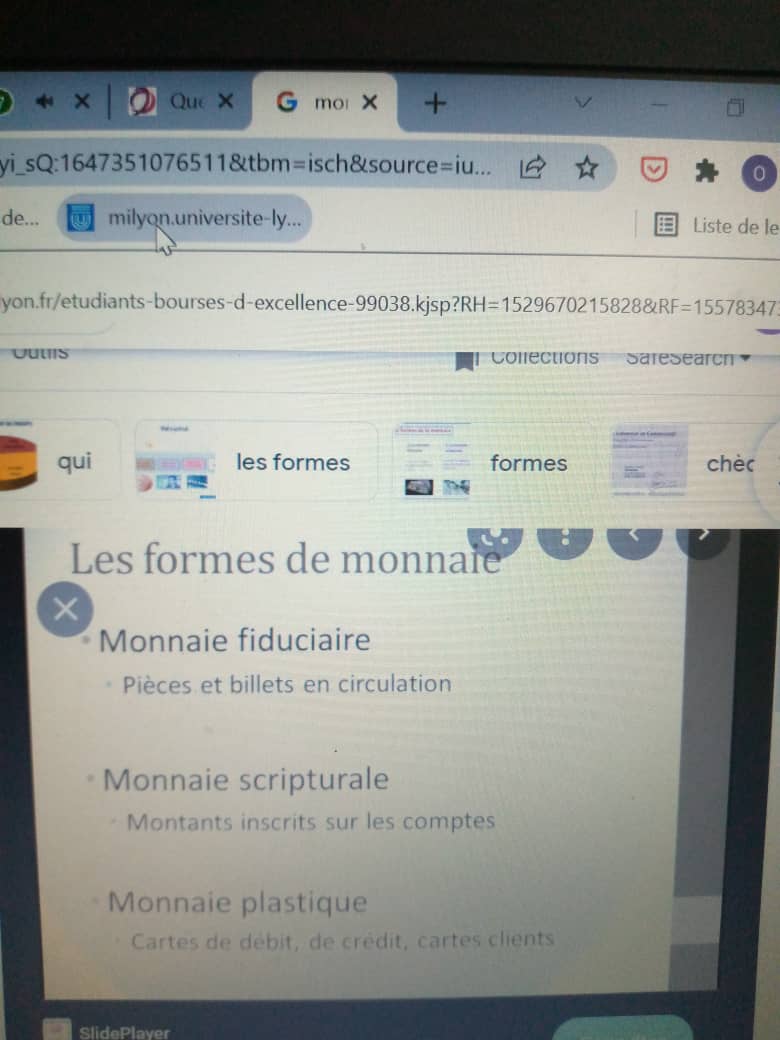 Que
mo
yi_sQ:1647351076511&tbm=isch&source=iu...
O
de...
milyon.universite-ly...
Liste de le
lyon.fr/etudiants-bourses-d-excellence-99038.kjsp?RH=1529670215828&RF=155783473
Outils
Collections
SafeSearch
qui
les formes
formes
chèc
Les formes de monnaie
Monnaie fiduciaire
Pièces et billets en circulation
Monnaie scripturale
Montants inscrits sur les comptes
Monnaie plastique
Cartes de débit, de crédit, cartes clients
SlidePlayer